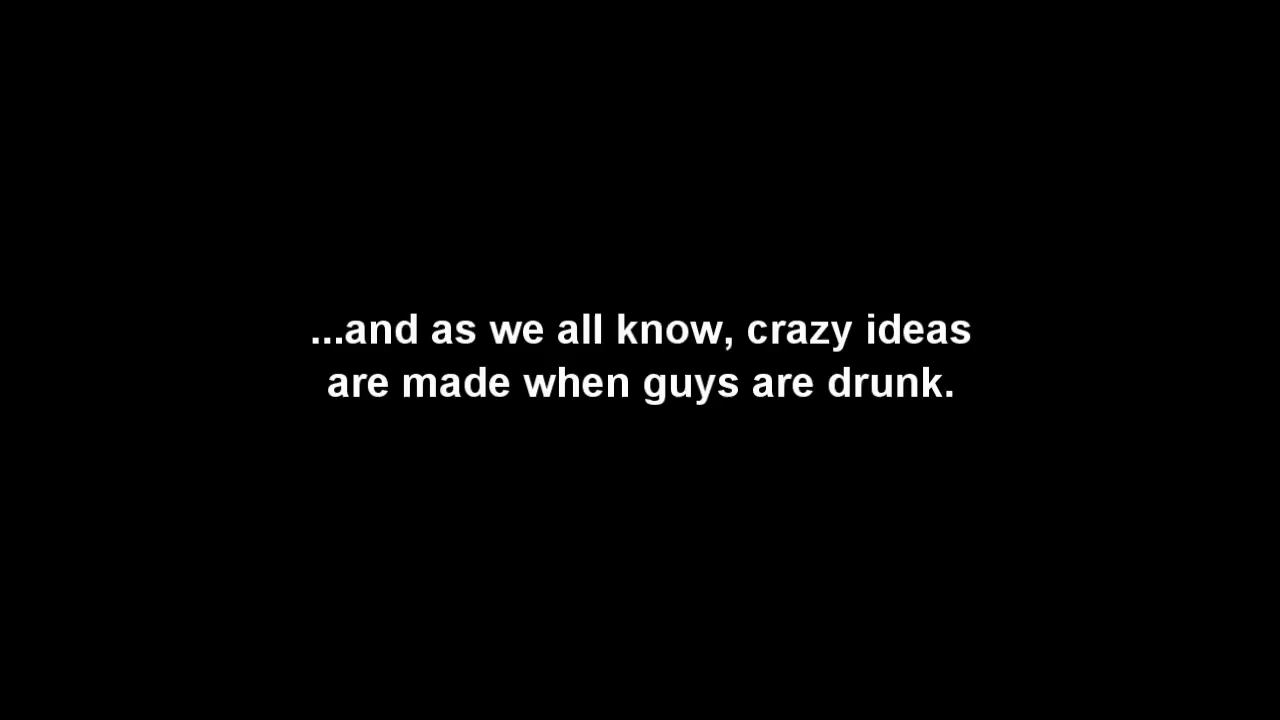 ...and as we all know, crazy ideas
are made when guys are drunk.